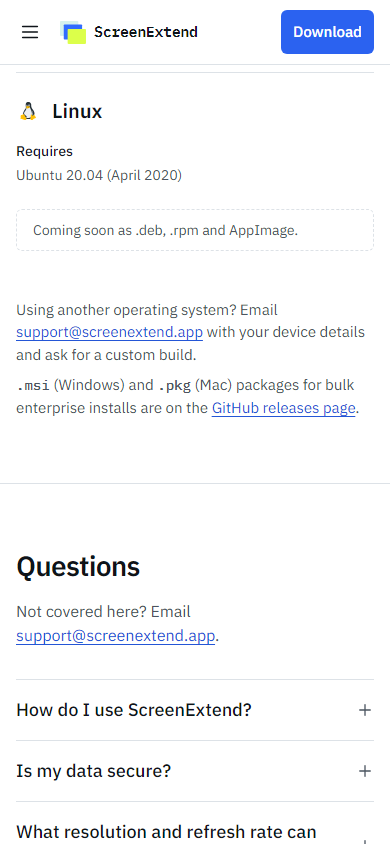 ScreenExtend
Download
Linux
Requires
Ubuntu 20.04 (April 2020)
Coming soon as .deb, .rpm and AppImage.
Using another operating system? Email
support@screenextend.app with your device details
and ask for a custom build.
.msi (Windows) and .pkg (Mac) packages for bulk
enterprise installs are on the GitHub releases page.
Questions
Not covered here? Email
support@screenextend.app.
How do I use ScreenExtend?
Is my data secure?
What resolution and refresh rate can